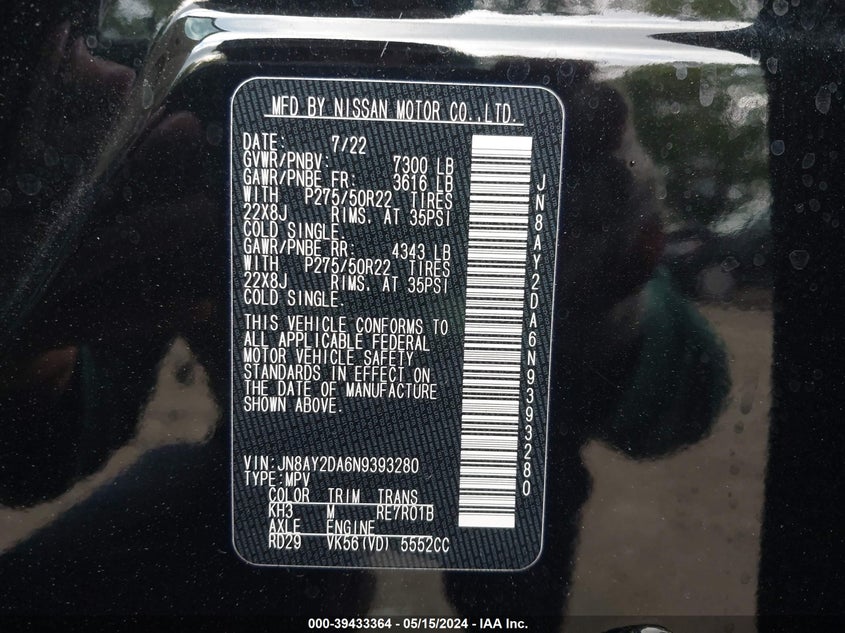 MFD BY NISSAN MOTOR CO.,LTD.
DATE: 7/22
GVWR/PNBV: 7300 LB
GAWR/PNBE FR: 3616 LB
WITH P275/50R22 TIRES
22X8J RIMS. AT 35PSI
COLD SINGLE.
GAWR/PNBE RR: 4343 LB
WITH P275/50R22 TIRES
22X8J RIMS. AT 35PSI
COLD SINGLE.
THIS VEHICLE CONFORMS TO
ALL APPLICABLE FEDERAL
MOTOR VEHICLE SAFETY
STANDARDS IN EFFECT ON
THE DATE OF MANUFACTURE
SHOWN ABOVE.
VIN:JN8AY2DA6N9393280
TYPE:MPV
COLOR TRIM TRANS
KH3 M RE7R01B
AXLE ENGINE
RD29 VK56(VD) 5552CC
JN8AY2DA6N9393280
000-39433364 - 05/15/2024 - IAA Inc.